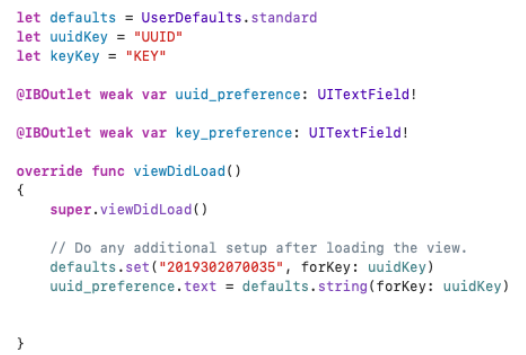 let defaults = UserDefaults.standard
let uuidKey = "UUID"
let keyKey = "KEY"
@IBOutlet weak var uuid_preference: UITextField!
@IBOutlet weak var key_preference: UITextField!
override func viewDidLoad()
{
super.viewDidLoad()
// Do any additional setup after loading the view.
defaults.set("2019302070035", forKey: uuidKey)
uuid_preference.text = defaults.string(forKey: uuidKey)
}